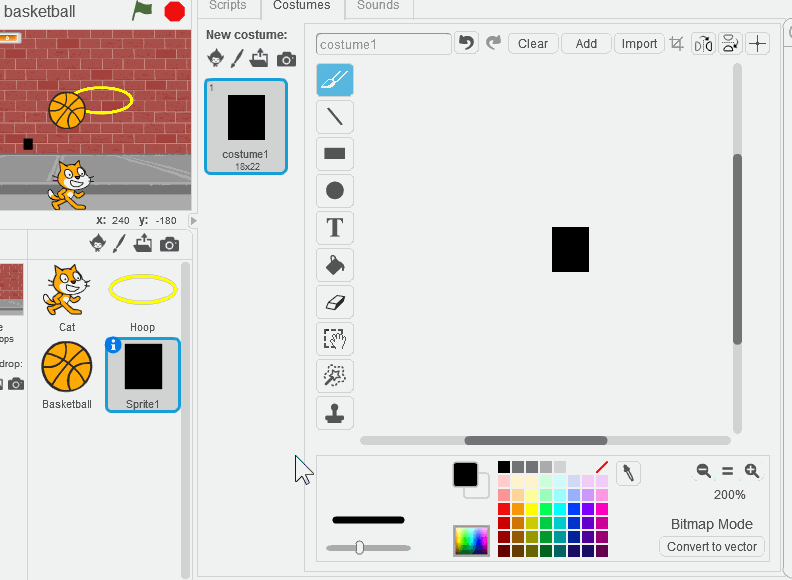 basketball
Scripts
Costumes
Sounds
New costume:
costume1
Clear
Add
Import
1
costume1
18x22
T
x: 240 y: -180
Cat
Hoop
Basketball
Sprite1
drop:
200%
Bitmap Mode
Convert to vector